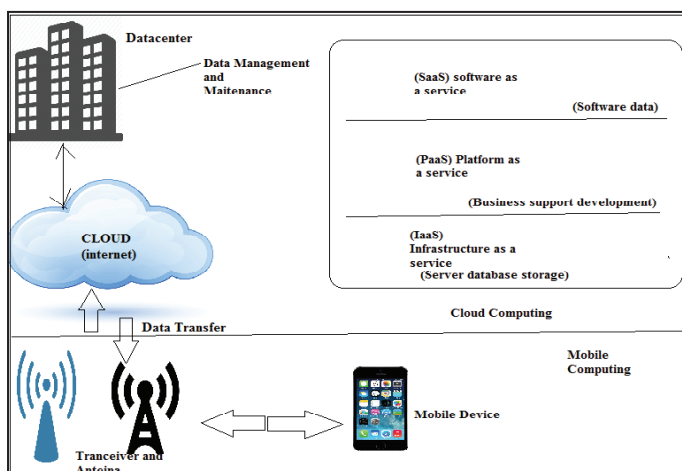 Datacenter
Data Management
and
Maitenance
(SaaS) software as
a service
(Software data)
(PaaS) Platform as
a service
(Business support development)
(IaaS)
Infrastructure as a
service
(Server database storage)
CLOUD
(internet)
Cloud Computing
Data Transfer
Mobile
Computing
Mobile Device
Tranceiver and
Antoina